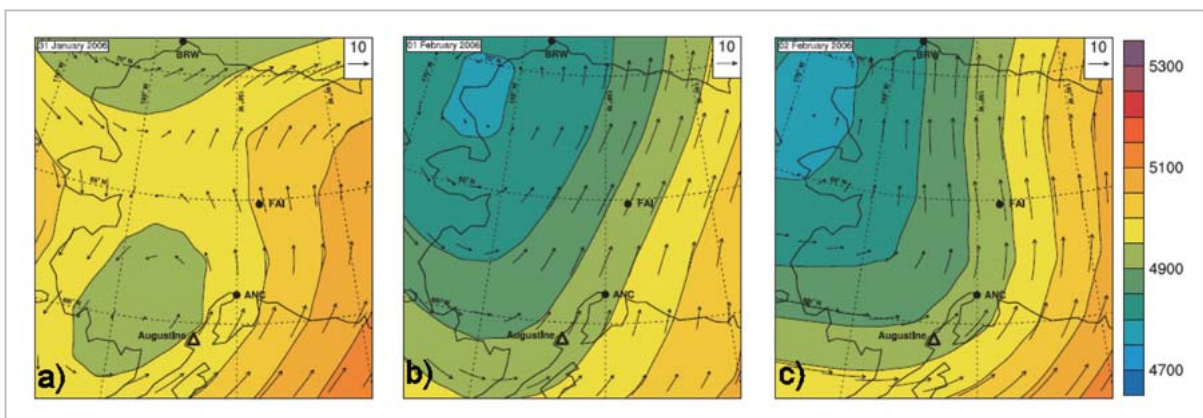 31 January 2006
10
BRW
FAI
ANC
Augustine
a)
01 February 2006
10
BRW
FAI
ANC
Augustine
b)
02 February 2006
10
BRW
FAI
ANC
Augustine
c)
5300
5100
4900
4700